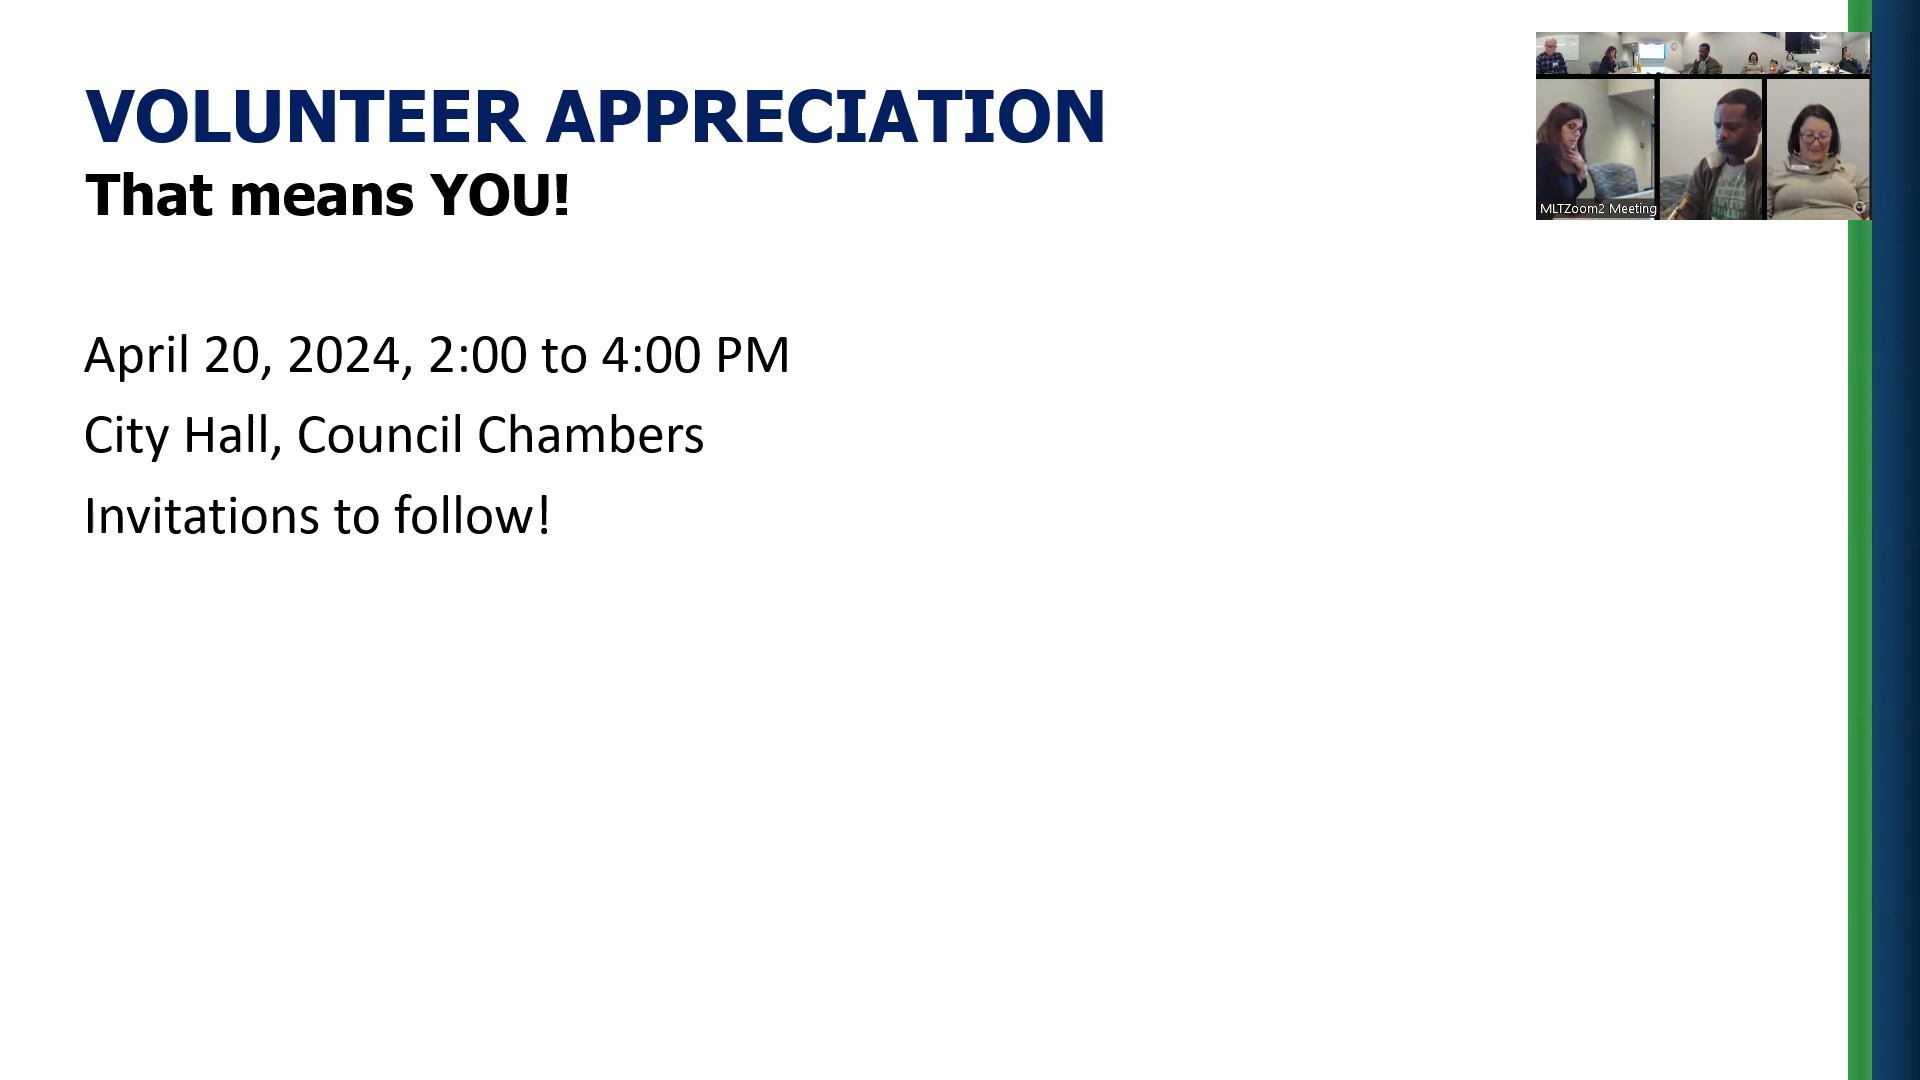 VOLUNTEER APPRECIATION
That means YOU!
April 20, 2024, 2:00 to 4:00 PM
City Hall, Council Chambers
Invitations to follow!
MLTZoom2 Meeting